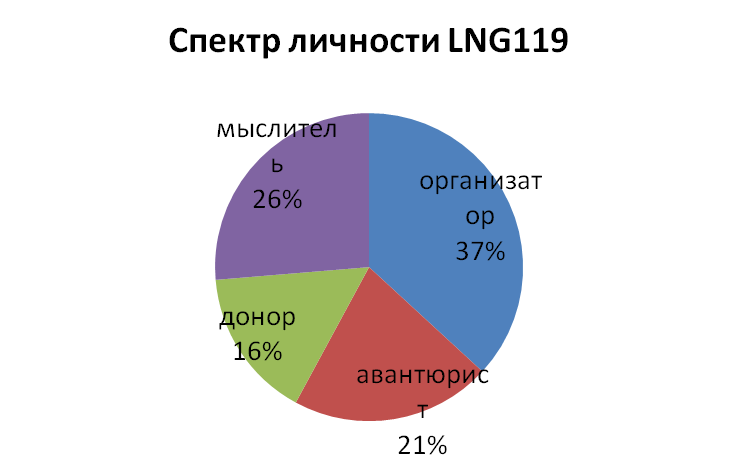 Спектр личности LNG119
мыслител
ь
26%
организат
ор
37%
донор
16%
авантюрис
т
21%